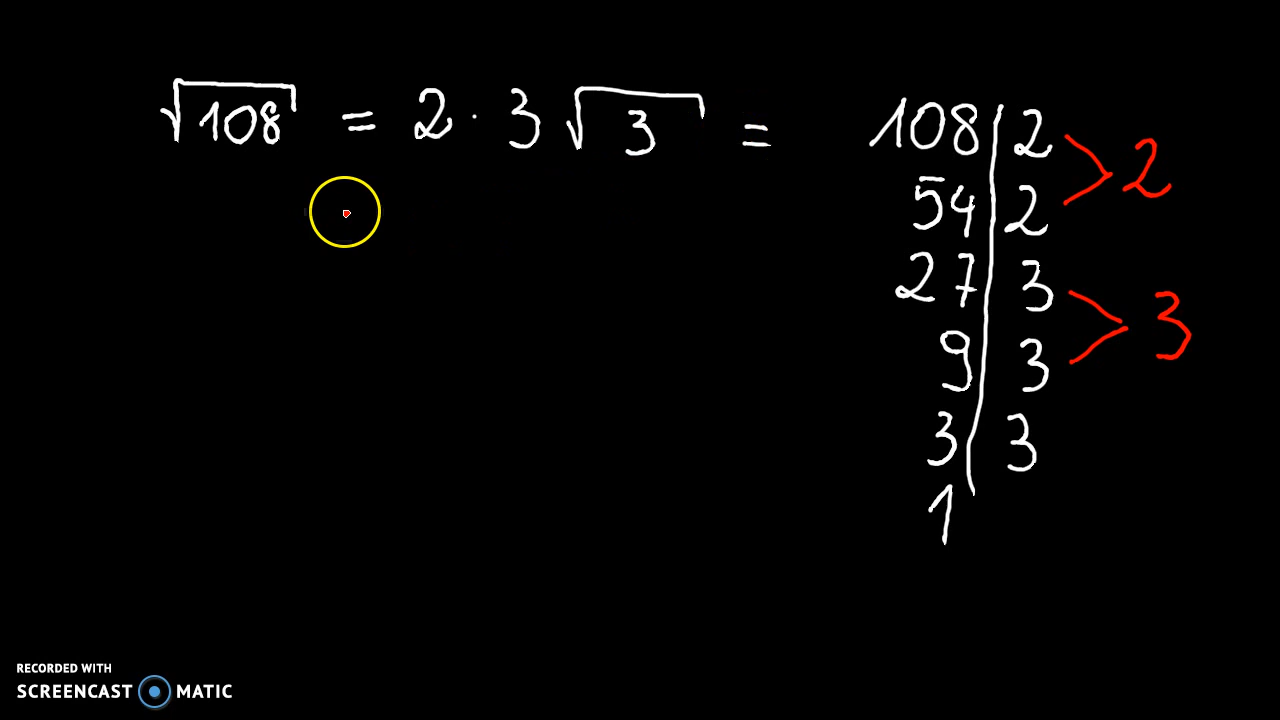 √108 = 2 · 3 √3 =
108 | 2 > 2
54 | 2
27 | 3 > 3
9 | 3
3 | 3
1
RECORDED WITH
SCREENCAST MATIC